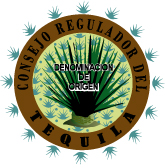 CONSEJO REGULADOR DEL
DENOMINACION
DE
ORIGEN
TEQUILA